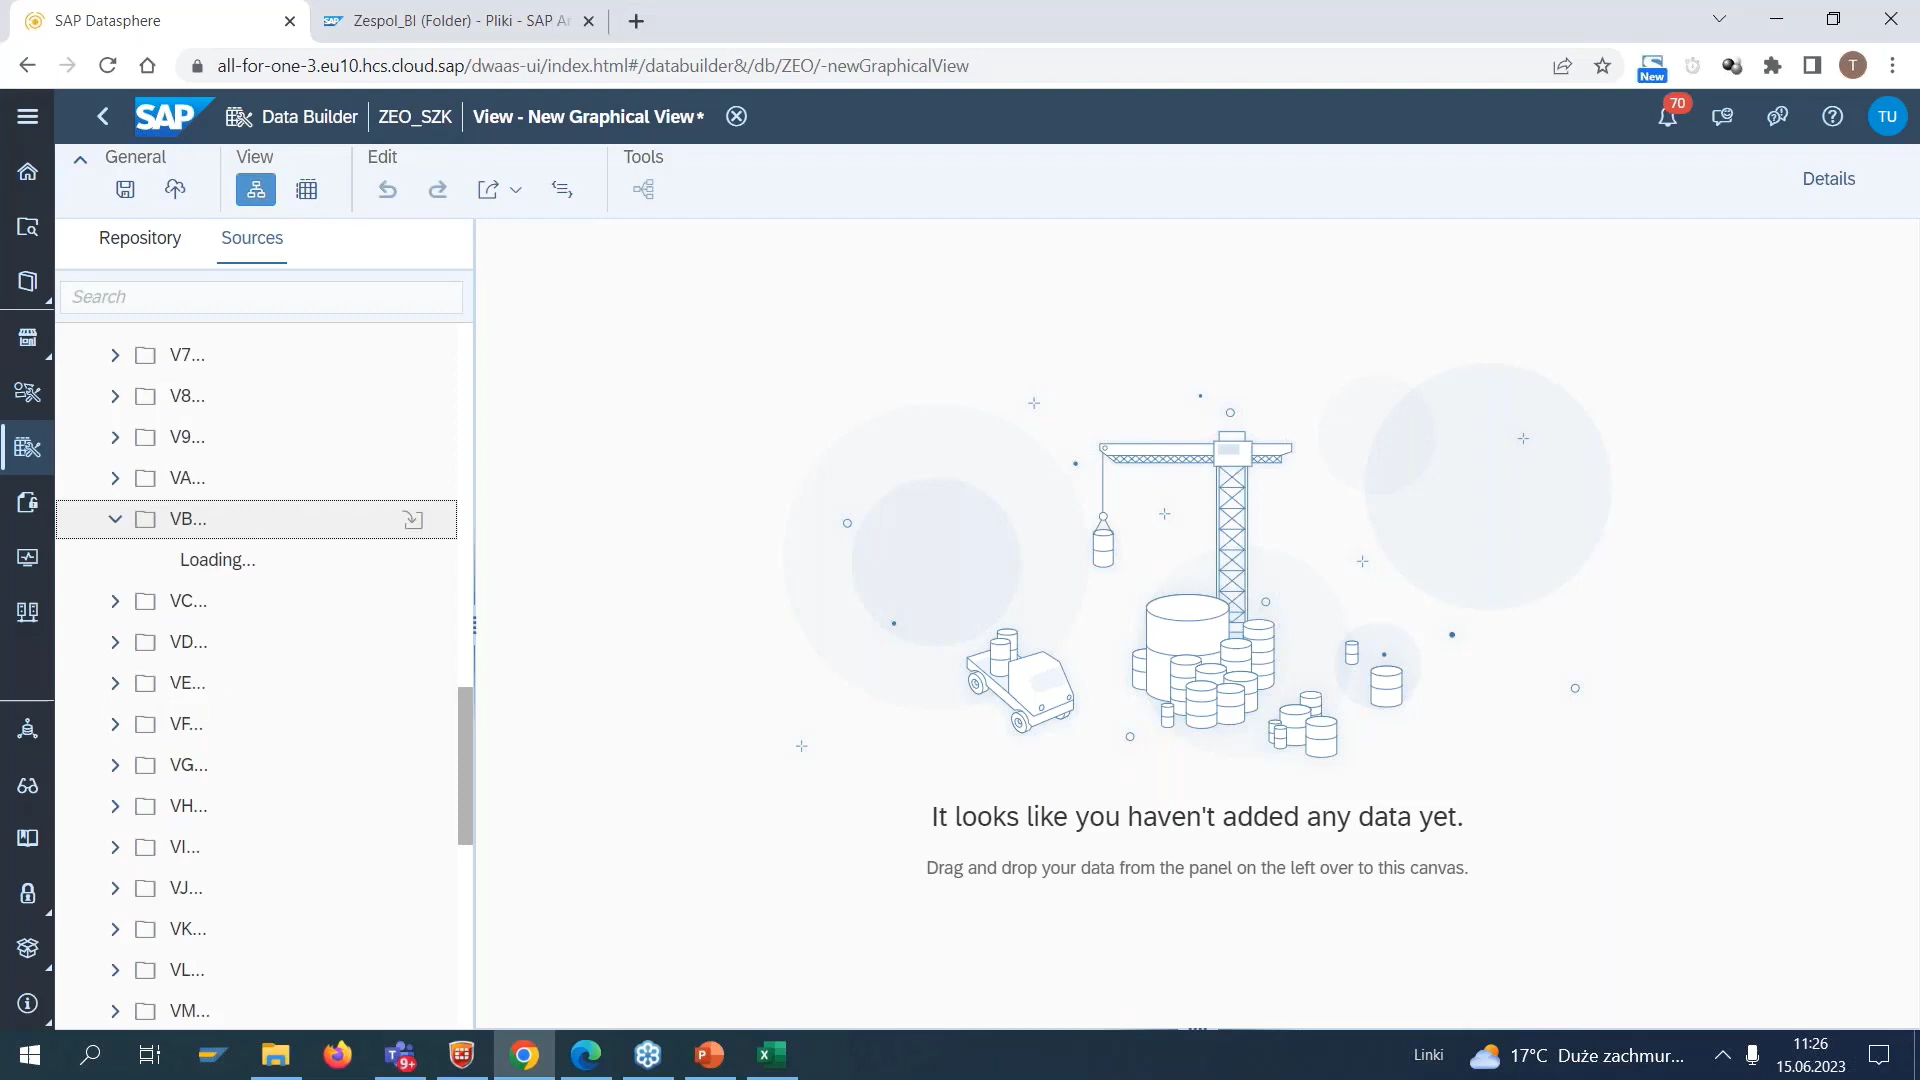 SAP Datasphere
Zespol_BI (Folder) - Pliki - SAP An
all-for-one-3.eu10.hcs.cloud.sap/dwaas-ui/index.html#/databuilder&/db/ZEO/-newGraphicalView
New
T
SAP
Data Builder
ZEO_SZK
View - New Graphical View*
70
TU
General
View
Edit
Tools
Details
Repository
Sources
Search
V7...
V8...
V9...
VA...
VB...
Loading...
VC...
VD...
VE...
VF...
VG...
VH...
VI...
VJ...
VK...
VL...
VM...
It looks like you haven't added any data yet.
Drag and drop your data from the panel on the left over to this canvas.
9+
Linki
17°C Duże zachmur...
11:26
15.06.2023